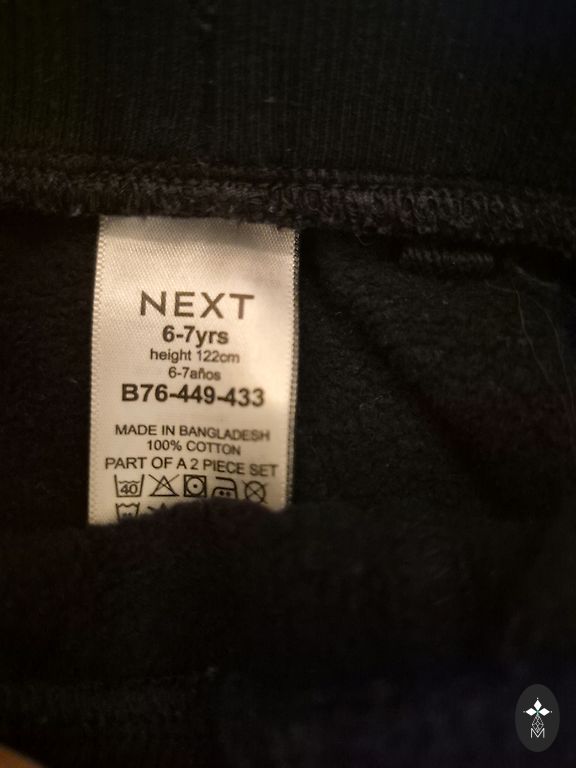 NEXT
6-7yrs
height 122cm
6-7años
B76-449-433
MADE IN BANGLADESH
100% COTTON
PART OF A 2 PIECE SET
40
M